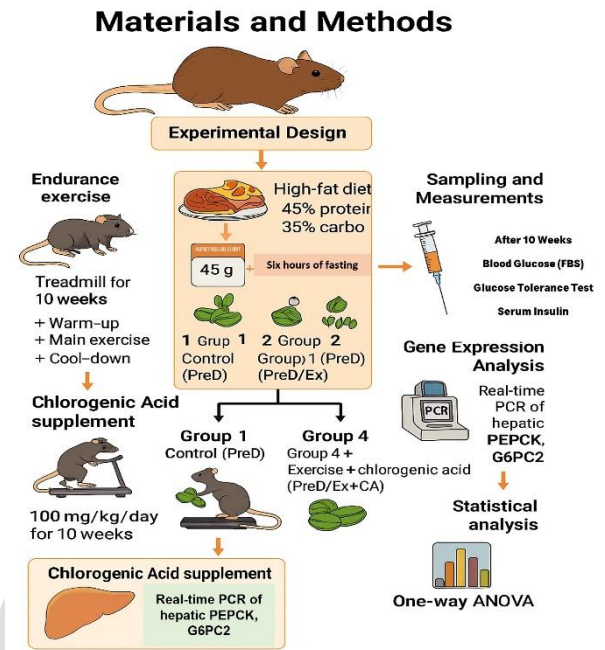 Materials and Methods
Experimental Design
Endurance
exercise
Treadmill for
10 weeks
+ Warm-up
+ Main exercise
+ Cool-down
Chlorogenic Acid
supplement
100 mg/kg/day
for 10 weeks
High-fat diet
45% proteir
35% carbo
45 g
+
Six hours of fasting
1 Grup 1
Control
(PreD)
2 Group 2
Group) 1 (PreD)
(PreD/Ex)
Group 1
Control (PreD)
Group 4
Group 4 +
Exercise + chlorogenic acid
(PreD/Ex+CA)
Chlorogenic Acid supplement
Real-time PCR of
hepatic PEPCK,
G6PC2
Sampling and
Measurements
After 10 Weeks
Blood Glucose (FBS)
Glucose Tolerance Test
Serum Insulin
Gene Expression
Analysis
PCR
Real-time
PCR of
hepatic
PEPCK,
G6PC2
Statistical
analysis
One-way ANOVA